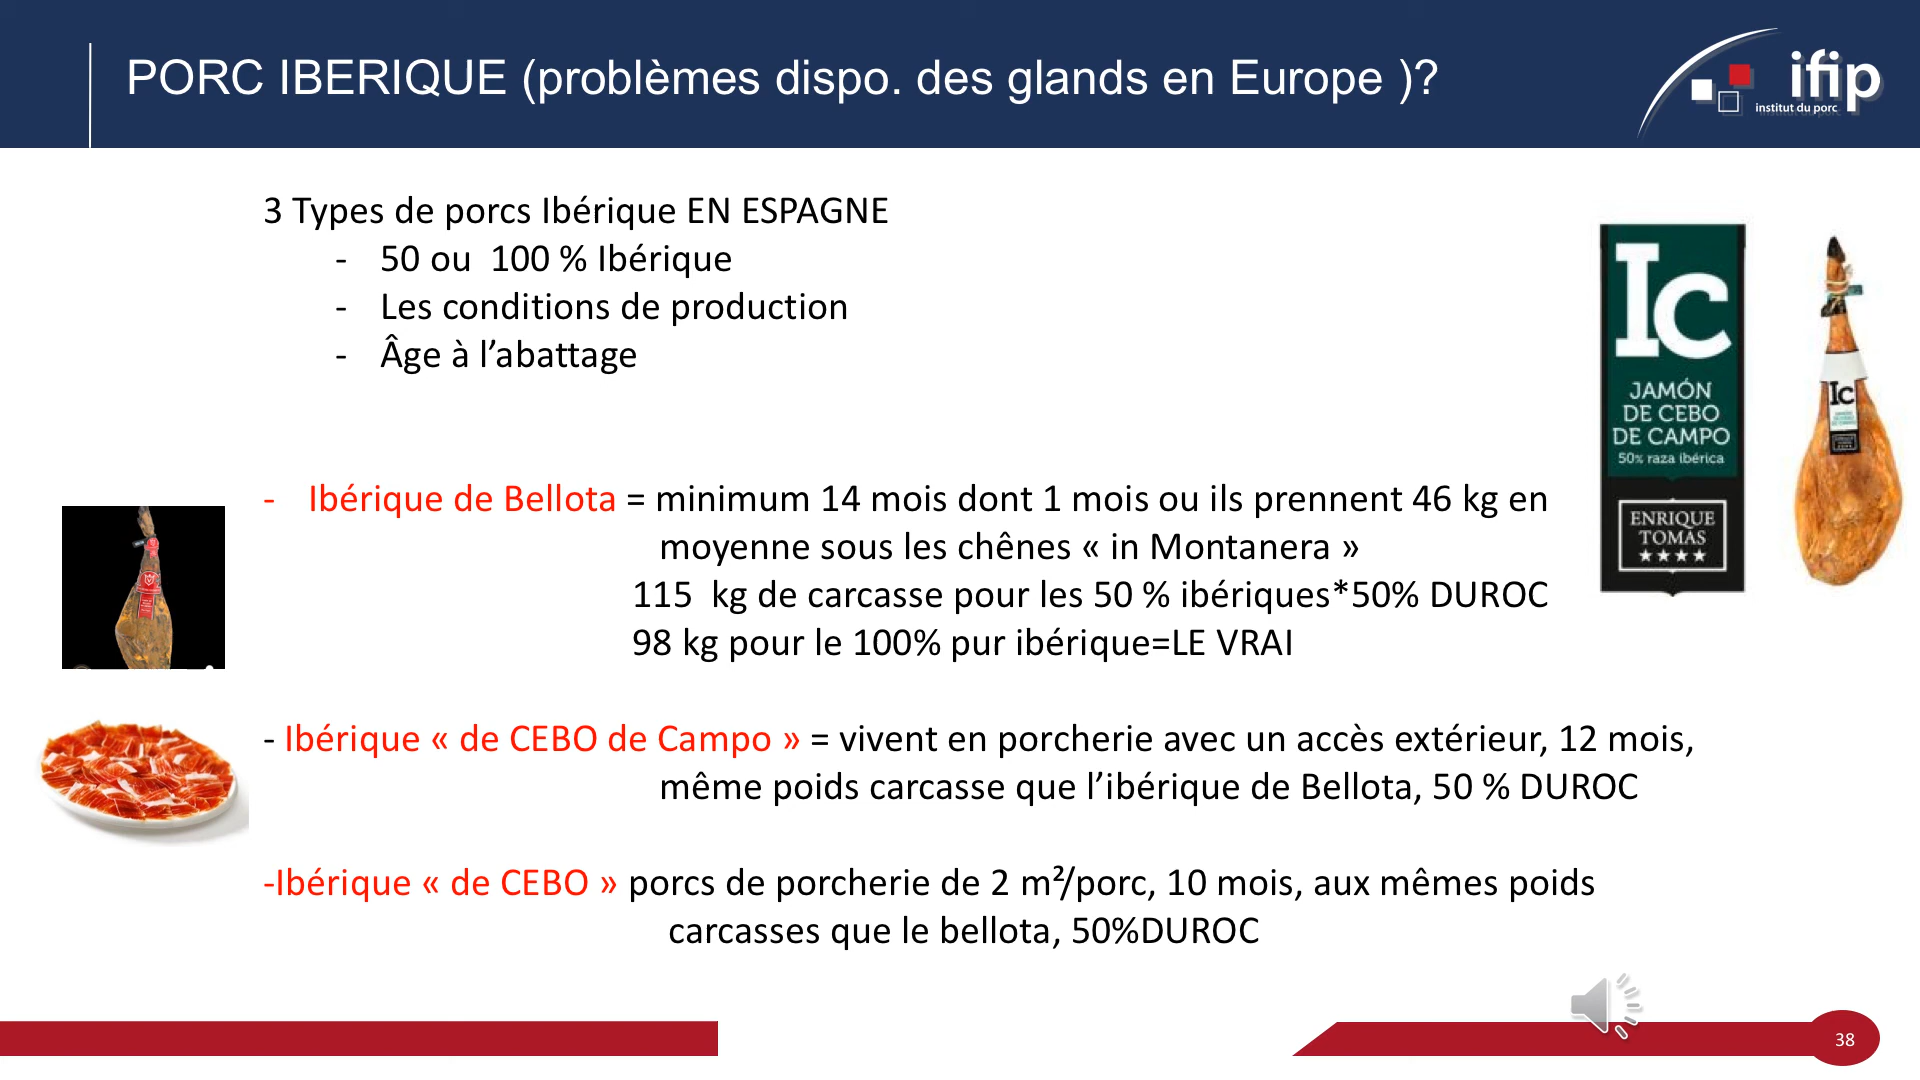 PORC IBERIQUE (problèmes dispo. des glands en Europe )?
ifip
institut du porc
3 Types de porcs Ibérique EN ESPAGNE
- 50 ou 100 % Ibérique
- Les conditions de production
- Âge à l’abattage
- Ibérique de Bellota = minimum 14 mois dont 1 mois ou ils prennent 46 kg en
moyenne sous les chênes « in Montanera »
115 kg de carcasse pour les 50 % ibériques*50% DUROC
98 kg pour le 100% pur ibérique=LE VRAI
- Ibérique « de CEBO de Campo » = vivent en porcherie avec un accès extérieur, 12 mois,
même poids carcasse que l’ibérique de Bellota, 50 % DUROC
-Ibérique « de CEBO » porcs de porcherie de 2 m²/porc, 10 mois, aux mêmes poids
carcasses que le bellota, 50%DUROC
Ic
JAMÓN
DE CEBO
DE CAMPO
50% raza ibérica
ENRIQUE
TOMÁS
Ic
38